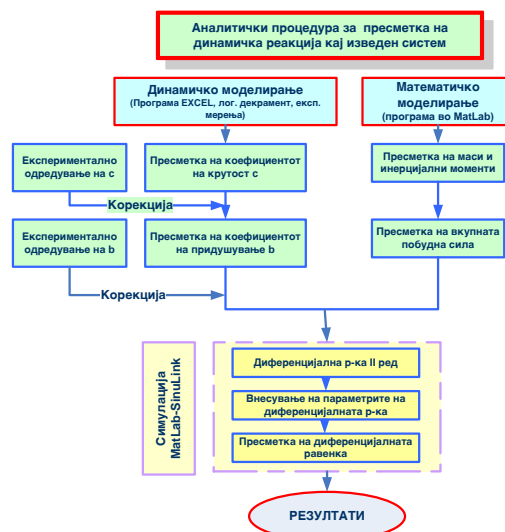 Аналитички процедура за пресметка на
динамичка реакција кај изведен систем
Динамичко моделирање
(Програма EXCEL, лог. декрамент, експ.
мерења)
Математичко
моделирање
(програма во MatLab)
Експериментално
одредување на c
Пресметка на коефициентот
на крутост c
Пресметка на маси и
инерцијални моменти
Корекција
Експериментално
одредување на b
Пресметка на коефициентот
на придушување b
Пресметка на вкупната
побудна сила
Корекција
Симулација
MatLab-SinuLink
Диференцијална р-ка II ред
Внесување на параметрите на
диференцијалната р-ка
Пресметка на диференцијалната
равенка
РЕЗУЛТАТИ